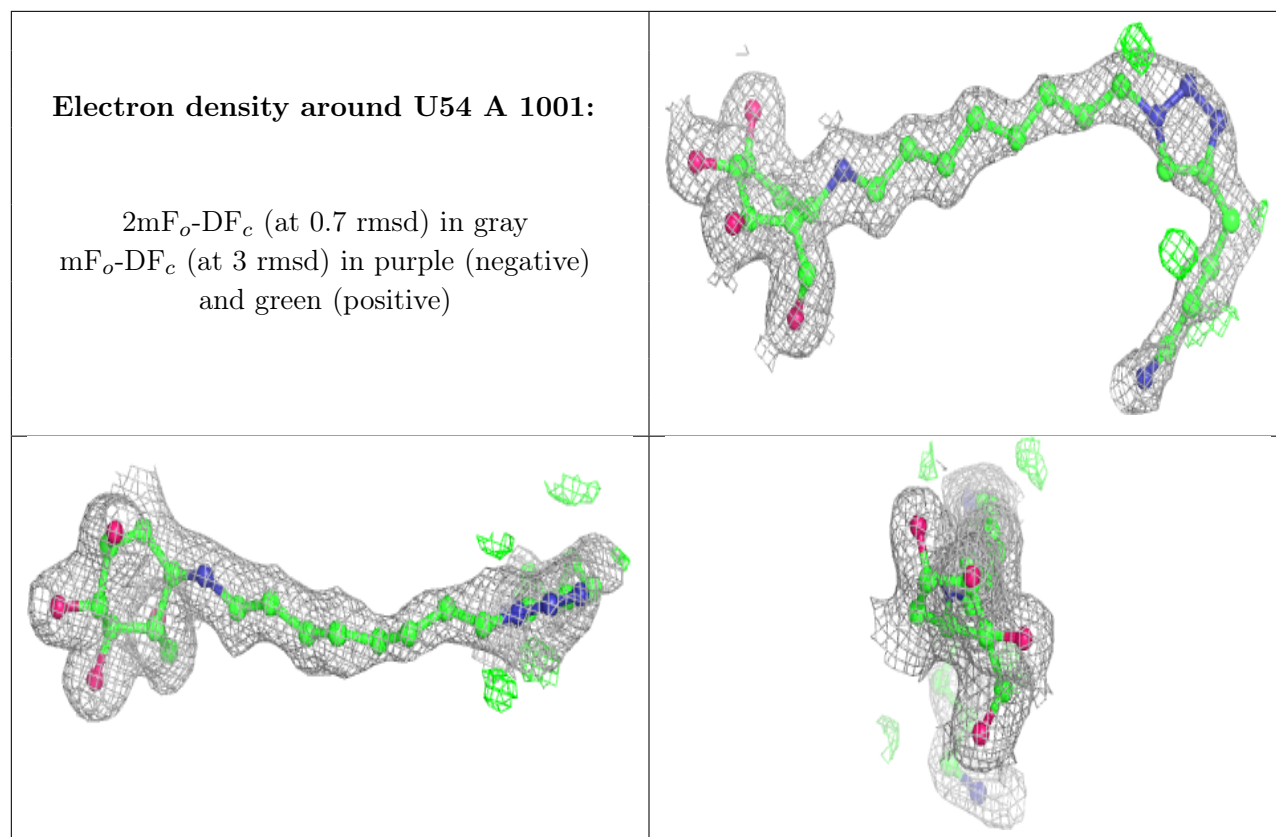 Electron density around U54 A 1001:
2mFo-DFc (at 0.7 rmsd) in gray
mFo-DFc (at 3 rmsd) in purple (negative)
and green (positive)